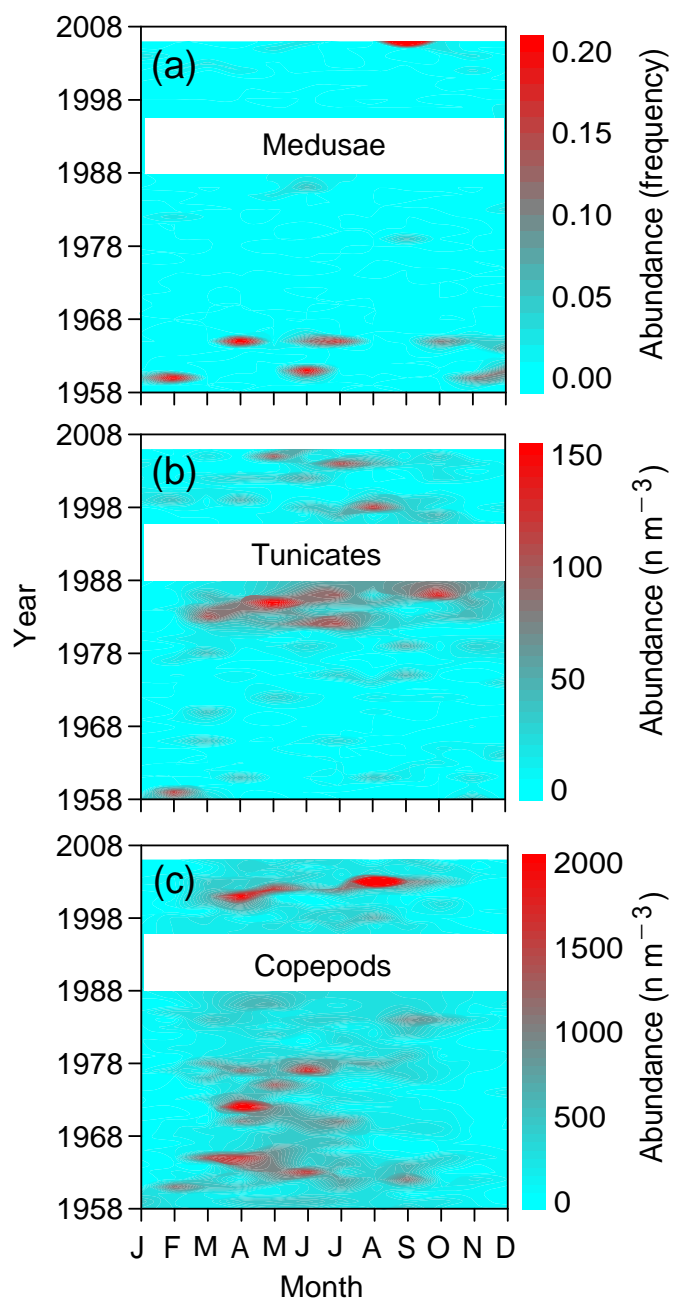 2008
(a)
1998
Medusae
1988
1978
1968
1958
0.20
0.15
0.10
0.05
0.00
Abundance (frequency)
2008
(b)
1998
Tunicates
1988
1978
1968
1958
150
100
50
0
Abundance (n m⁻³)
Year
2008
(c)
1998
Copepods
1988
1978
1968
1958
2000
1500
1000
500
0
Abundance (n m⁻³)
J F M A M J J A S O N D
Month